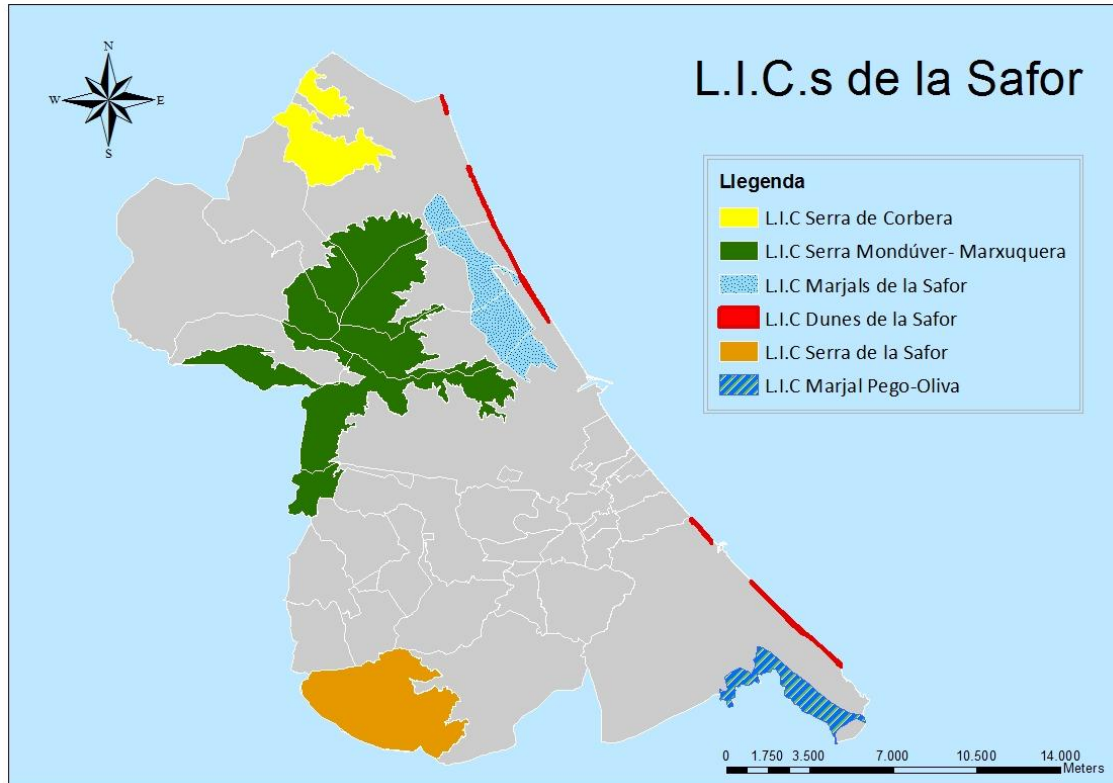 N
W E
S
L.I.C.s de la Safor
Llegenda
L.I.C Serra de Corbera
L.I.C Serra Mondúver- Marxuquera
L.I.C Marjals de la Safor
L.I.C Dunes de la Safor
L.I.C Serra de la Safor
L.I.C Marjal Pego-Oliva
0 1.750 3.500 7.000 10.500 14.000
Meters